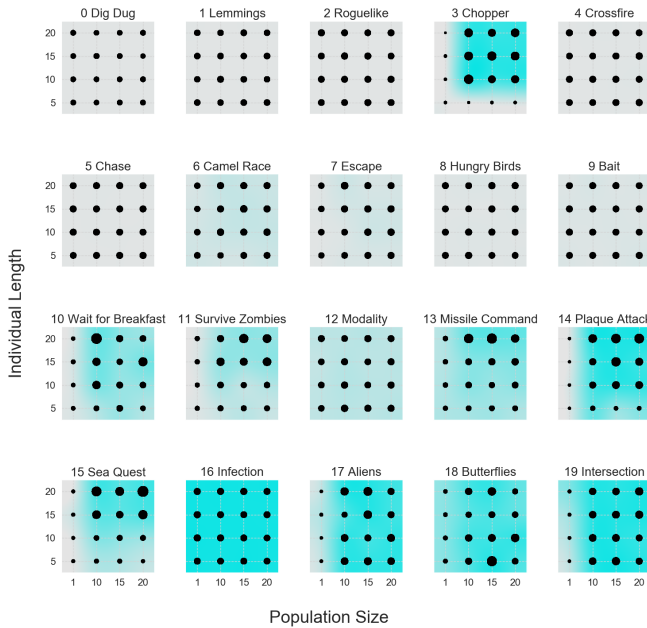 0 Dig Dug 1 Lemmings 2 Roguelike 3 Chopper 4 Crossfire
20
15
10
5
5 Chase 6 Camel Race 7 Escape 8 Hungry Birds 9 Bait
20
15
10
5
Individual Length
10 Wait for Breakfast 11 Survive Zombies 12 Modality 13 Missile Command 14 Plaque Attack
20
15
10
5
15 Sea Quest 16 Infection 17 Aliens 18 Butterflies 19 Intersection
20
15
10
5
1 10 15 20 1 10 15 20 1 10 15 20 1 10 15 20 1 10 15 20
Population Size